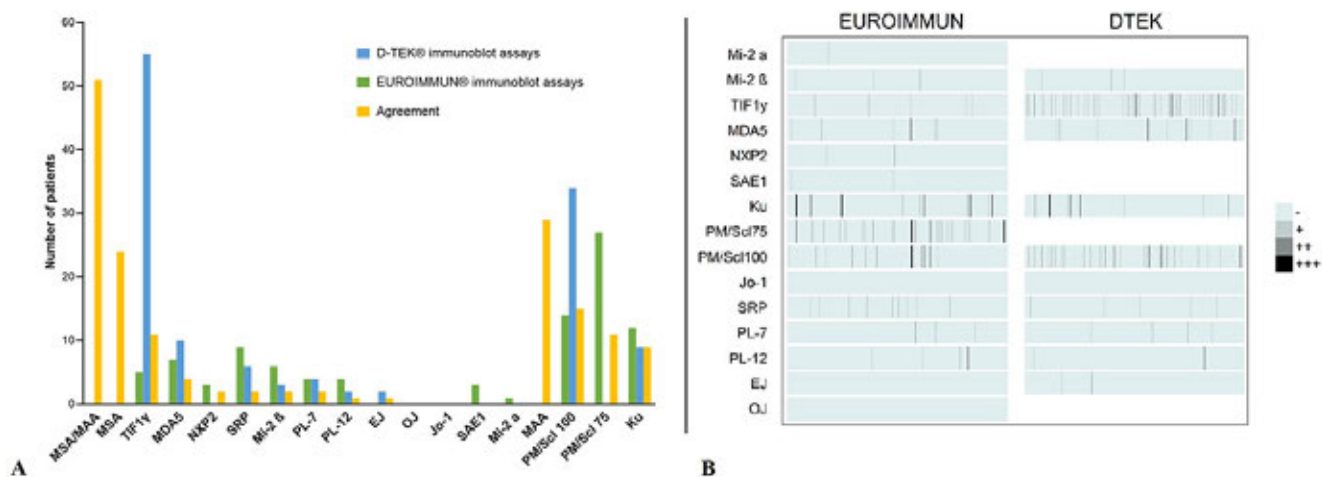 60
50
40
30
20
10
0
Number of patients
D-TEK® immunoblot assays
EUROIMMUN® immunoblot assays
Agreement
MSA/MAA
MSA
TIF1γ
MDA5
NXP2
SRP
Mi-2 ß
PL-7
PL-12
EJ
OJ
Jo-1
SAE1
Mi-2 a
MAA
PM/Scl 100
PM/Scl 75
Ku
A
EUROIMMUN DTEK
Mi-2 a
Mi-2 ß
TIF1y
MDA5
NXP2
SAE1
Ku
PM/Scl75
PM/Scl100
Jo-1
SRP
PL-7
PL-12
EJ
OJ
-
+
++
+++
B